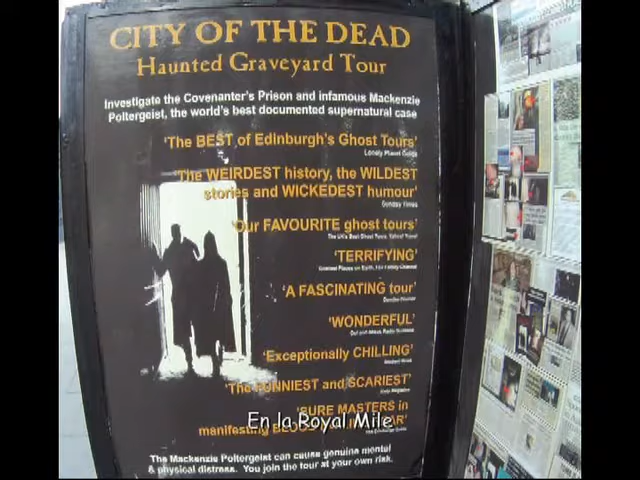 CITY OF THE DEAD
HAUNTED GRAVEYARD TOUR
Investigate the Covenanter's Prison and infamous Mackenzie
Poltergeist, the world's best documented supernatural case
'The BEST of Edinburgh's Ghost Tours'
Lonely Planet Guide
'The WEIRDEST history, the WILDEST
stories and WICKEDEST humour'
Sunday Times
'Our FAVOURITE ghost tours'
'TERRIFYING'
'A FASCINATING tour'
'WONDERFUL'
'Exceptionally CHILLING'
'The FUNNIEST and SCARIEST'
'SURE MASTERS in
manifesting
En la Royal Mile
The Mackenzie Poltergeist can cause genuine mental
& physical distress. You join the tour at your own risk.